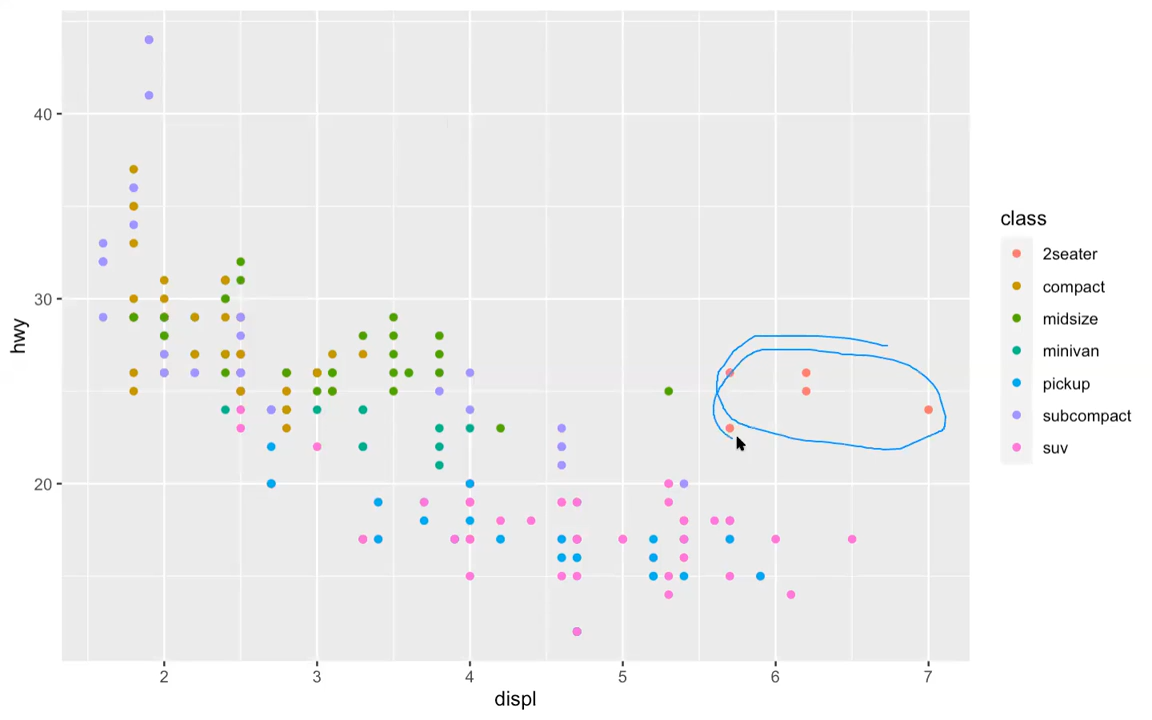 hwy
40
30
20
2 3 4 5 6 7
displ
class
2seater
compact
midsize
minivan
pickup
subcompact
suv